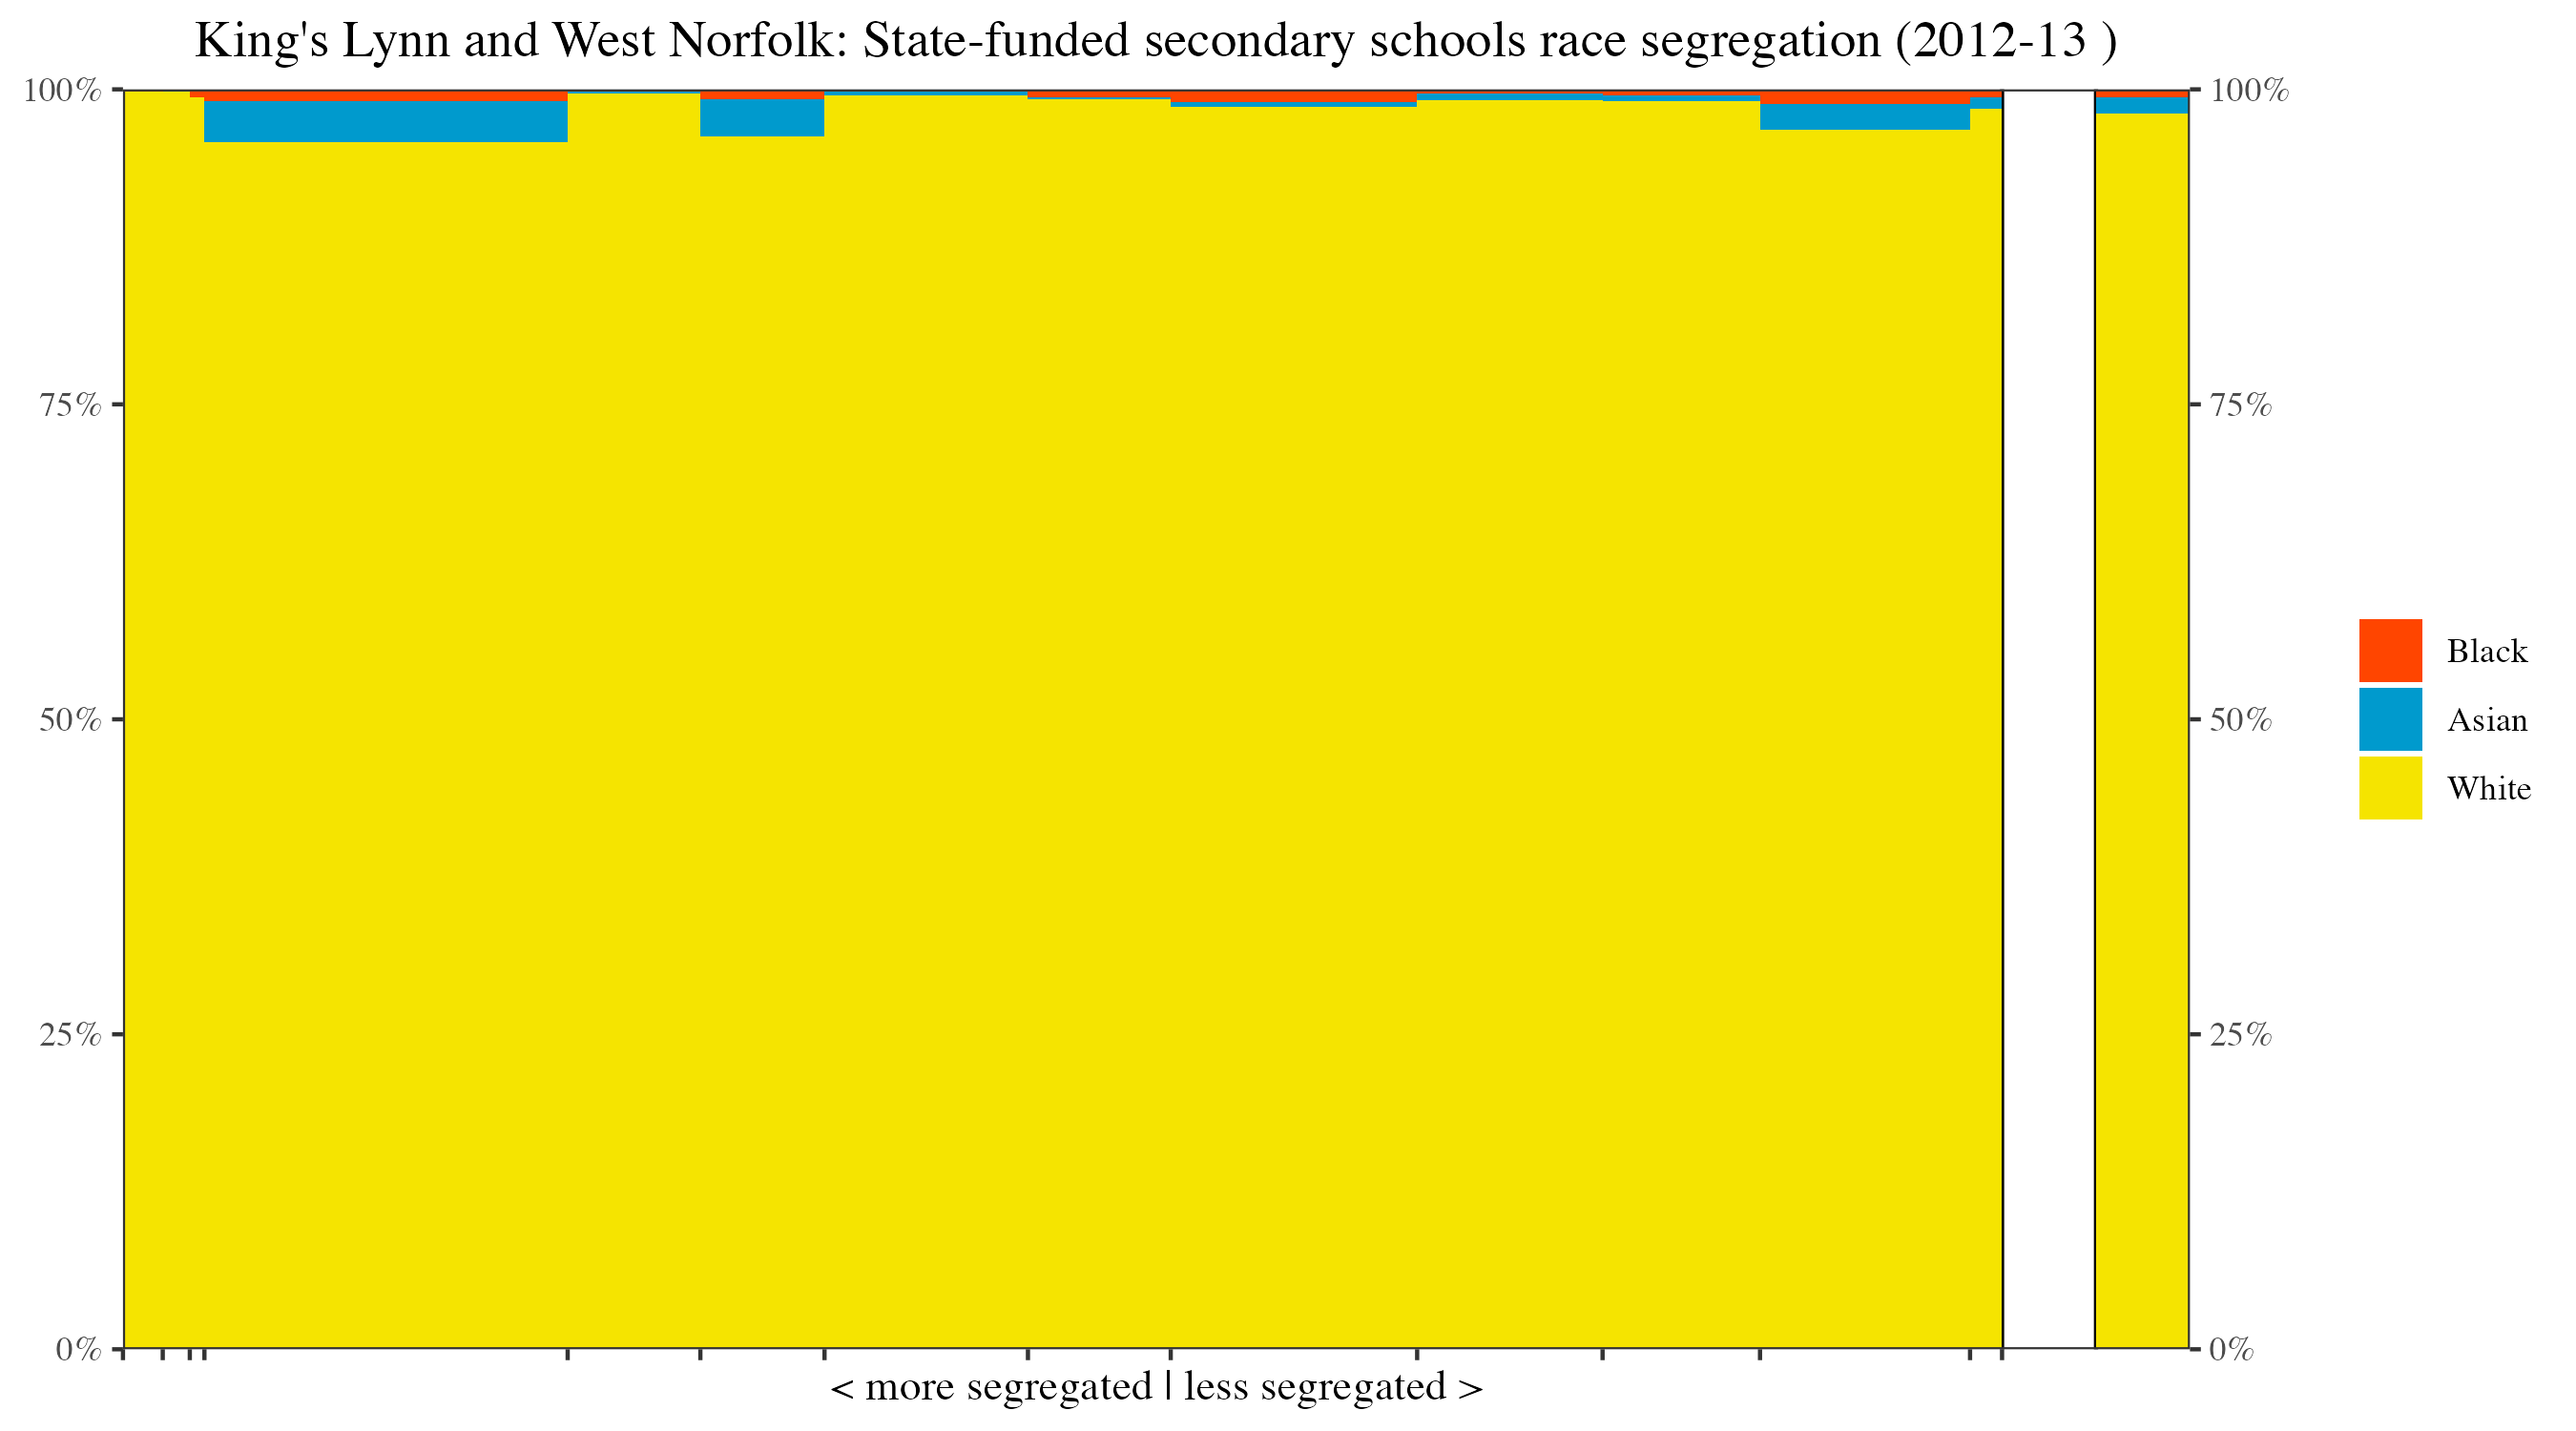 King's Lynn and West Norfolk: State-funded secondary schools race segregation (2012-13 )
100%
75%
50%
25%
0%
100%
75%
50%
25%
0%
Black
Asian
White
< more segregated | less segregated >